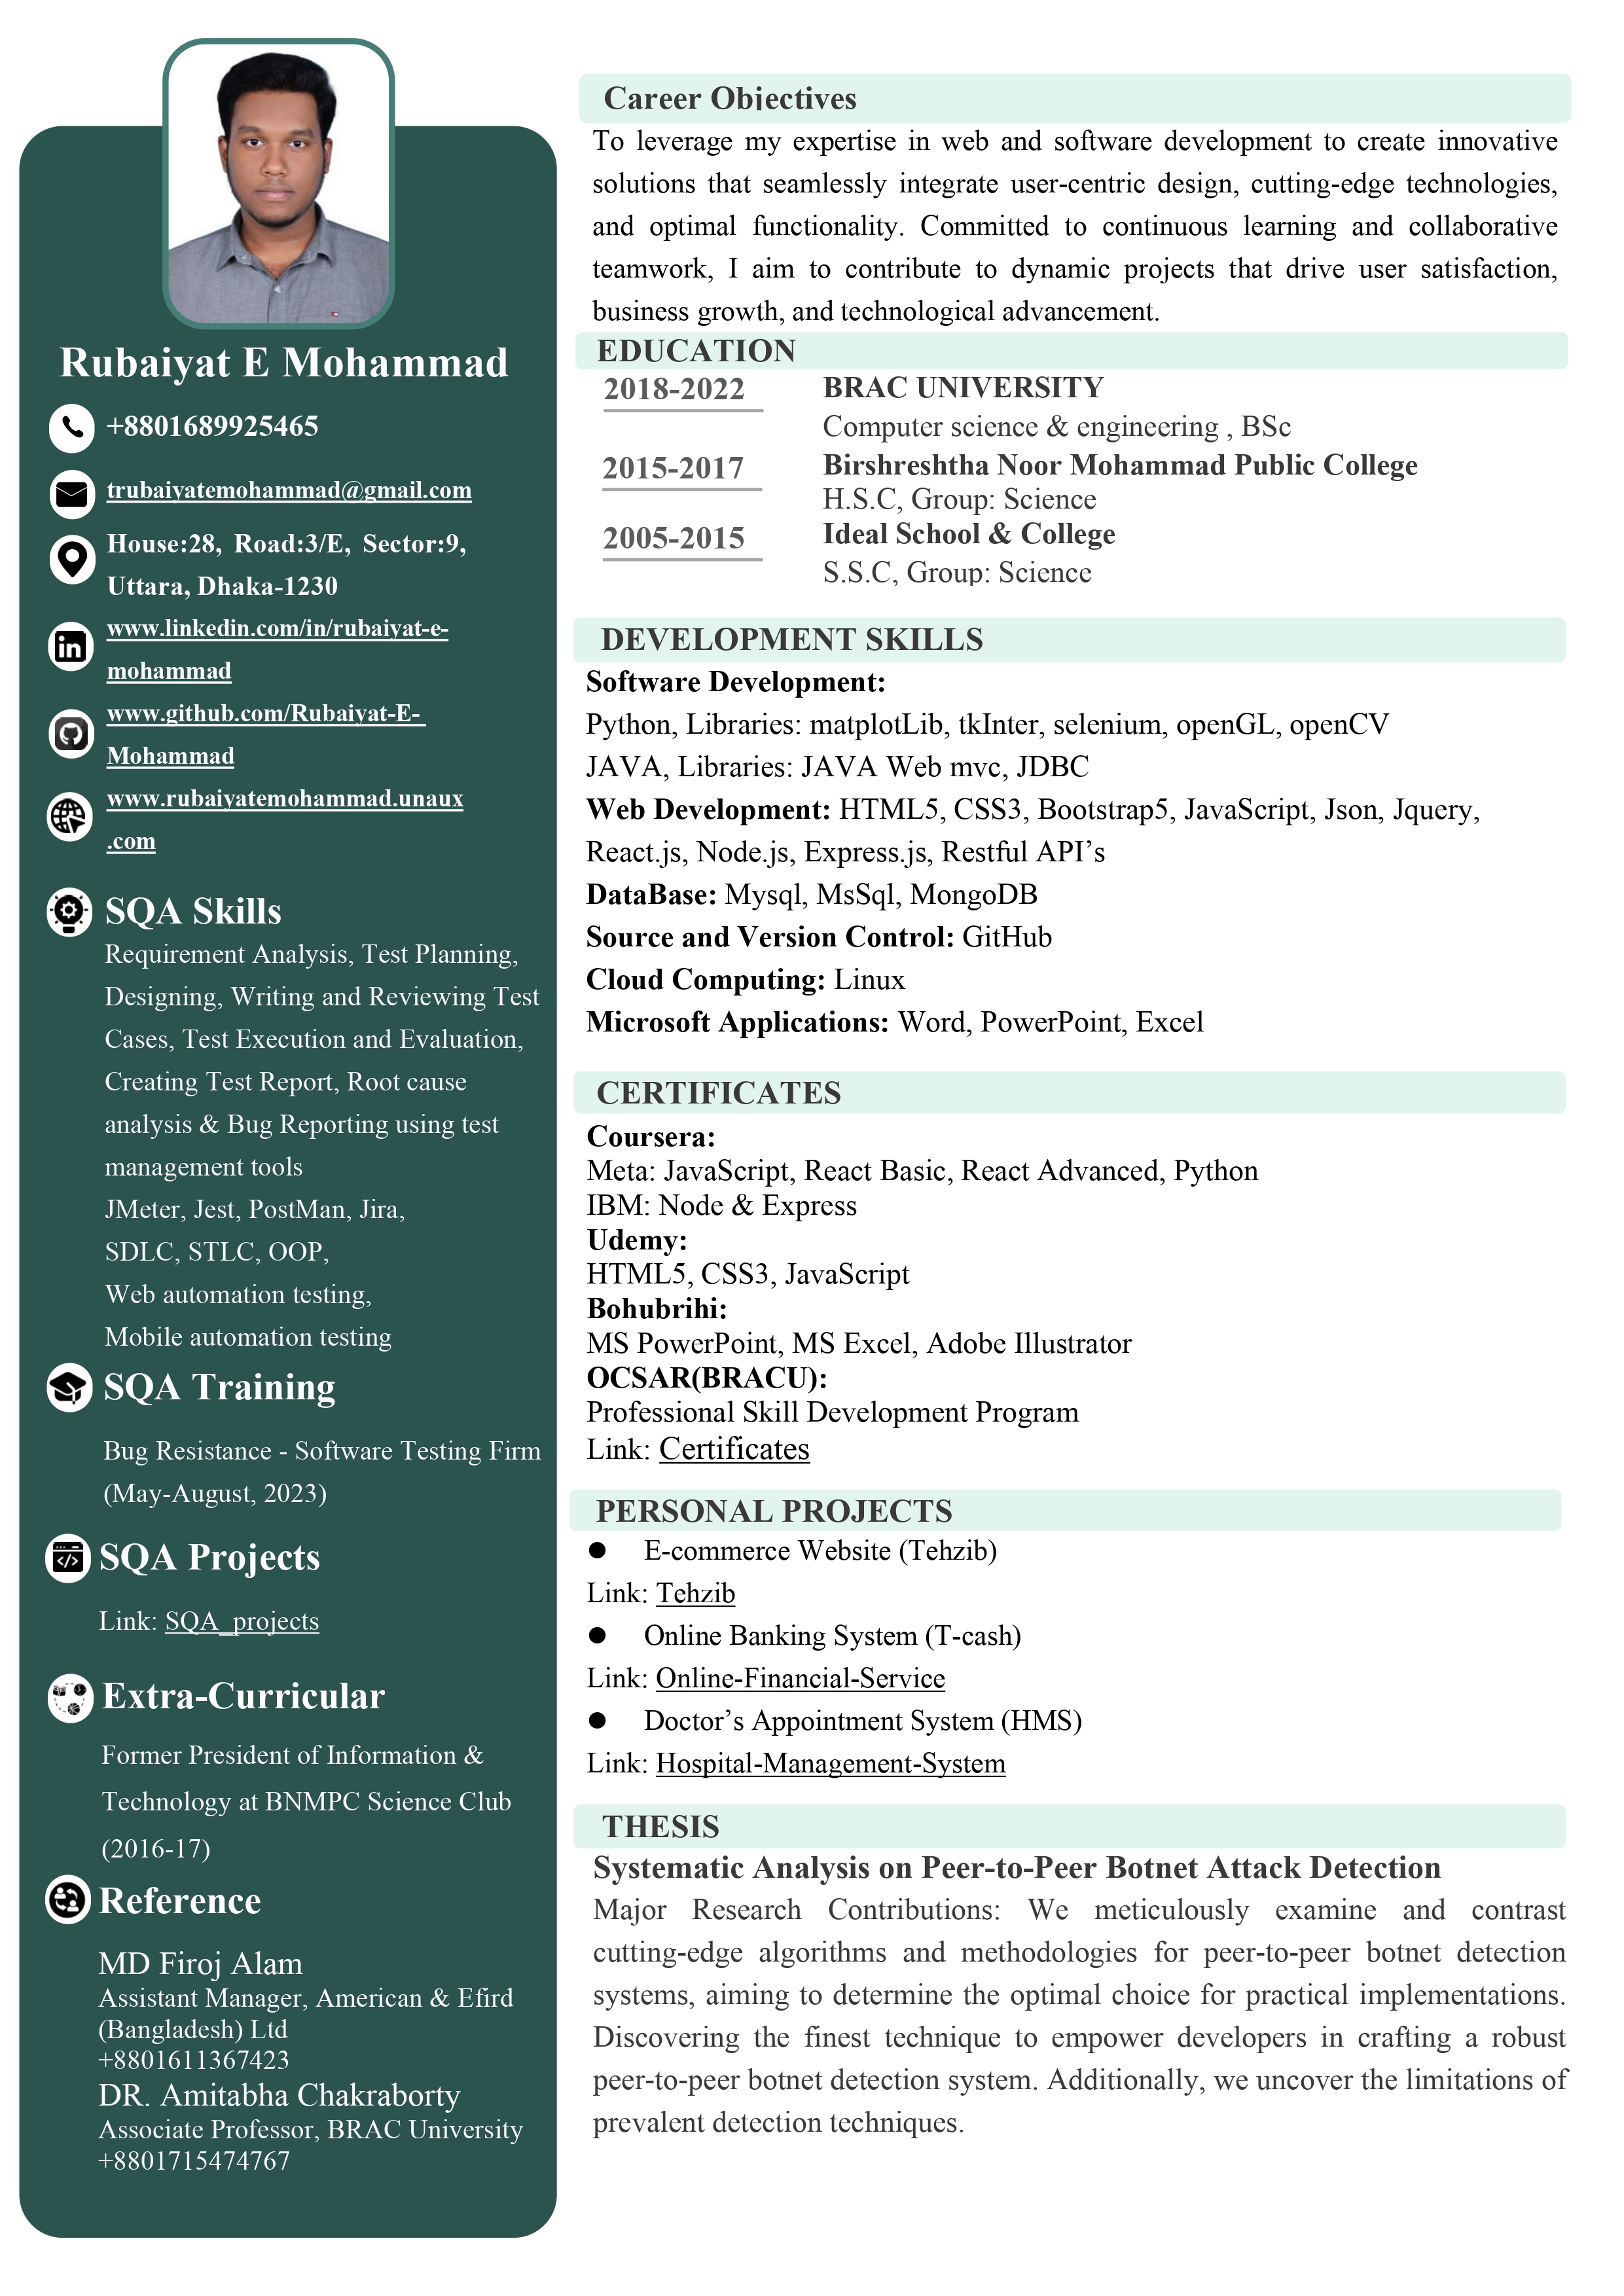 Rubaiyat E Mohammad
+8801689925465
trubaiyatemohammad@gmail.com
House:28, Road:3/E, Sector:9,
Uttara, Dhaka-1230
www.linkedin.com/in/rubaiyat-e-
mohammad
www.github.com/Rubaiyat-E-
Mohammad
www.rubaiyatemohammad.unaux
.com
SQA Skills
Requirement Analysis, Test Planning,
Designing, Writing and Reviewing Test
Cases, Test Execution and Evaluation,
Creating Test Report, Root cause
analysis & Bug Reporting using test
management tools
JMeter, Jest, PostMan, Jira,
SDLC, STLC, OOP,
Web automation testing,
Mobile automation testing
SQA Training
Bug Resistance - Software Testing Firm
(May-August, 2023)
SQA Projects
Link: SQA_projects
Extra-Curricular
Former President of Information &
Technology at BNMPC Science Club
(2016-17)
Reference
MD Firoj Alam
Assistant Manager, American & Efird
(Bangladesh) Ltd
+8801611367423
DR. Amitabha Chakraborty
Associate Professor, BRAC University
+8801715474767
Career Objectives
To leverage my expertise in web and software development to create innovative
solutions that seamlessly integrate user-centric design, cutting-edge technologies,
and optimal functionality. Committed to continuous learning and collaborative
teamwork, I aim to contribute to dynamic projects that drive user satisfaction,
business growth, and technological advancement.
EDUCATION
2018-2022 BRAC UNIVERSITY
Computer science & engineering , BSc
2015-2017 Birshreshtha Noor Mohammad Public College
H.S.C, Group: Science
2005-2015 Ideal School & College
S.S.C, Group: Science
DEVELOPMENT SKILLS
Software Development:
Python, Libraries: matplotLib, tkInter, selenium, openGL, openCV
JAVA, Libraries: JAVA Web mvc, JDBC
Web Development: HTML5, CSS3, Bootstrap5, JavaScript, Json, Jquery,
React.js, Node.js, Express.js, Restful API’s
DataBase: Mysql, MsSql, MongoDB
Source and Version Control: GitHub
Cloud Computing: Linux
Microsoft Applications: Word, PowerPoint, Excel
CERTIFICATES
Coursera:
Meta: JavaScript, React Basic, React Advanced, Python
IBM: Node & Express
Udemy:
HTML5, CSS3, JavaScript
Bohubrihi:
MS PowerPoint, MS Excel, Adobe Illustrator
OCSAR(BRACU):
Professional Skill Development Program
Link: Certificates
PERSONAL PROJECTS
● E-commerce Website (Tehzib)
Link: Tehzib
● Online Banking System (T-cash)
Link: Online-Financial-Service
● Doctor’s Appointment System (HMS)
Link: Hospital-Management-System
THESIS
Systematic Analysis on Peer-to-Peer Botnet Attack Detection
Major Research Contributions: We meticulously examine and contrast
cutting-edge algorithms and methodologies for peer-to-peer botnet detection
systems, aiming to determine the optimal choice for practical implementations.
Discovering the finest technique to empower developers in crafting a robust
peer-to-peer botnet detection system. Additionally, we uncover the limitations of
prevalent detection techniques.